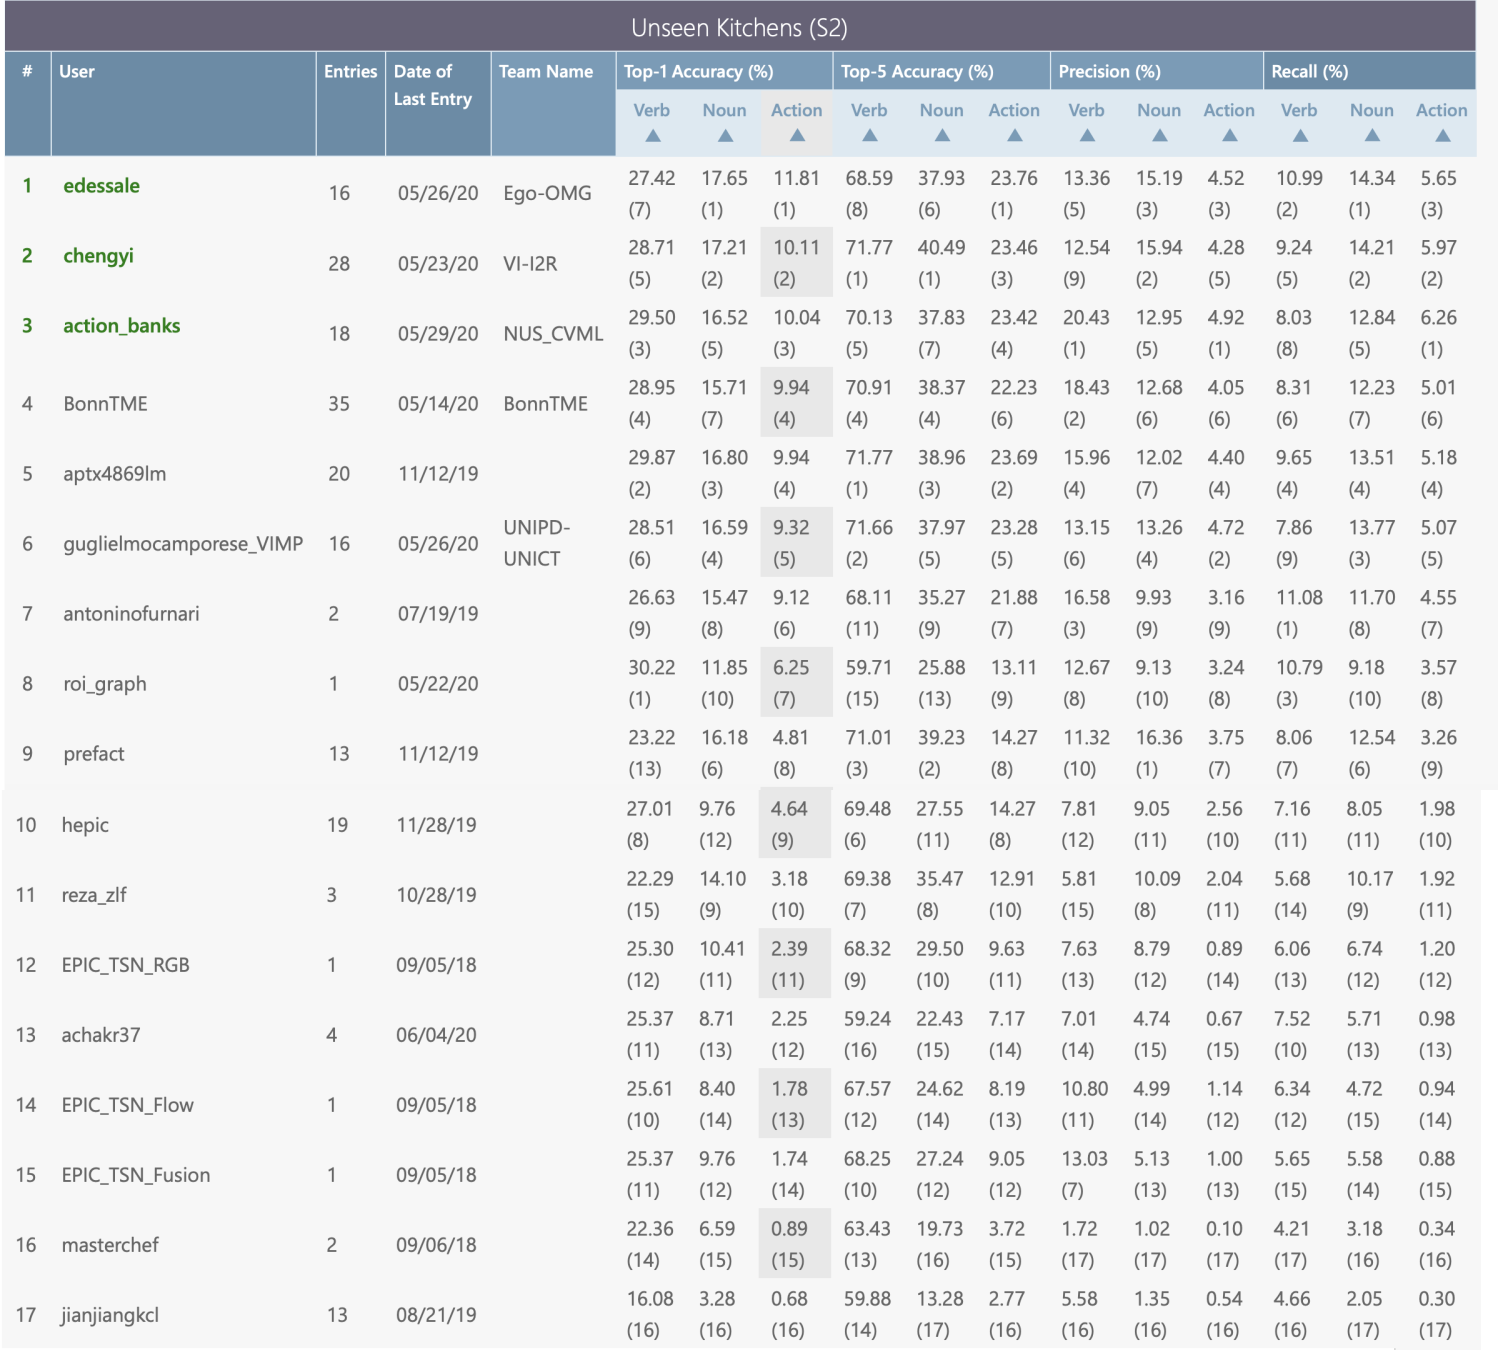 Unseen Kitchens (S2)
# User Entries Date of Last Entry Team Name Top-1 Accuracy (%) Top-5 Accuracy (%) Precision (%) Recall (%)
Verb Noun Action Verb Noun Action Verb Noun Action Verb Noun Action
▲ ▲ ▲ ▲ ▲ ▲ ▲ ▲ ▲ ▲ ▲ ▲
1 edessale 16 05/26/20 Ego-OMG 27.42 17.65 11.81 68.59 37.93 23.76 13.36 15.19 4.52 10.99 14.34 5.65
(7) (1) (1) (8) (6) (1) (5) (3) (3) (2) (1) (3)
2 chengyi 28 05/23/20 VI-I2R 28.71 17.21 10.11 71.77 40.49 23.46 12.54 15.94 4.28 9.24 14.21 5.97
(5) (2) (2) (1) (1) (3) (9) (2) (5) (5) (2) (2)
3 action_banks 18 05/29/20 NUS_CVML 29.50 16.52 10.04 70.13 37.83 23.42 20.43 12.95 4.92 8.03 12.84 6.26
(3) (5) (3) (5) (7) (4) (1) (5) (1) (8) (5) (1)
4 BonnTME 35 05/14/20 BonnTME 28.95 15.71 9.94 70.91 38.37 22.23 18.43 12.68 4.05 8.31 12.23 5.01
(4) (7) (4) (4) (4) (6) (2) (6) (6) (6) (7) (6)
5 aptx4869lm 20 11/12/19 29.87 16.80 9.94 71.77 38.96 23.69 15.96 12.02 4.40 9.65 13.51 5.18
(2) (3) (4) (1) (3) (2) (4) (7) (4) (4) (4) (4)
6 guglielmocamporese_VIMP 16 05/26/20 UNIPD- 28.51 16.59 9.32 71.66 37.97 23.28 13.15 13.26 4.72 7.86 13.77 5.07
UNICT (6) (4) (5) (2) (5) (5) (6) (4) (2) (9) (3) (5)
7 antoninofurnari 2 07/19/19 26.63 15.47 9.12 68.11 35.27 21.88 16.58 9.93 3.16 11.08 11.70 4.55
(9) (8) (6) (11) (9) (7) (3) (9) (9) (1) (8) (7)
8 roi_graph 1 05/22/20 30.22 11.85 6.25 59.71 25.88 13.11 12.67 9.13 3.24 10.79 9.18 3.57
(1) (10) (7) (15) (13) (9) (8) (10) (8) (3) (10) (8)
9 prefact 13 11/12/19 23.22 16.18 4.81 71.01 39.23 14.27 11.32 16.36 3.75 8.06 12.54 3.26
(13) (6) (8) (3) (2) (8) (10) (1) (7) (7) (6) (9)
10 hepic 19 11/28/19 27.01 9.76 4.64 69.48 27.55 14.27 7.81 9.05 2.56 7.16 8.05 1.98
(8) (12) (9) (6) (11) (8) (12) (11) (10) (11) (11) (10)
11 reza_zlf 3 10/28/19 22.29 14.10 3.18 69.38 35.47 12.91 5.81 10.09 2.04 5.68 10.17 1.92
(15) (9) (10) (7) (8) (10) (15) (8) (11) (14) (9) (11)
12 EPIC_TSN_RGB 1 09/05/18 25.30 10.41 2.39 68.32 29.50 9.63 7.63 8.79 0.89 6.06 6.74 1.20
(12) (11) (11) (9) (10) (11) (13) (12) (14) (13) (12) (12)
13 achakr37 4 06/04/20 25.37 8.71 2.25 59.24 22.43 7.17 7.01 4.74 0.67 7.52 5.71 0.98
(11) (13) (12) (16) (15) (14) (14) (15) (15) (10) (13) (13)
14 EPIC_TSN_Flow 1 09/05/18 25.61 8.40 1.78 67.57 24.62 8.19 10.80 4.99 1.14 6.34 4.72 0.94
(10) (14) (13) (12) (14) (13) (11) (14) (12) (12) (15) (14)
15 EPIC_TSN_Fusion 1 09/05/18 25.37 9.76 1.74 68.25 27.24 9.05 13.03 5.13 1.00 5.65 5.58 0.88
(11) (12) (14) (10) (12) (12) (7) (13) (13) (15) (14) (15)
16 masterchef 2 09/06/18 22.36 6.59 0.89 63.43 19.73 3.72 1.72 1.02 0.10 4.21 3.18 0.34
(14) (15) (15) (13) (16) (15) (17) (17) (17) (17) (16) (16)
17 jianjiangkcl 13 08/21/19 16.08 3.28 0.68 59.88 13.28 2.77 5.58 1.35 0.54 4.66 2.05 0.30
(16) (16) (16) (14) (17) (16) (16) (16) (16) (16) (17) (17)